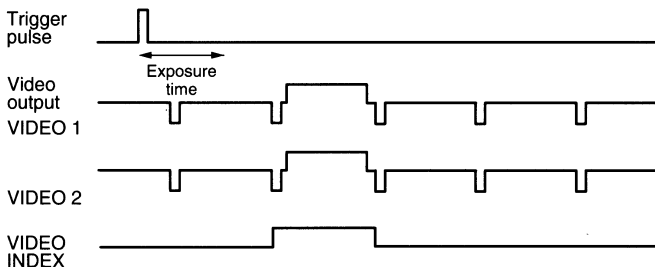 Trigger
pulse
Exposure
time
Video
output
VIDEO 1
VIDEO 2
VIDEO
INDEX